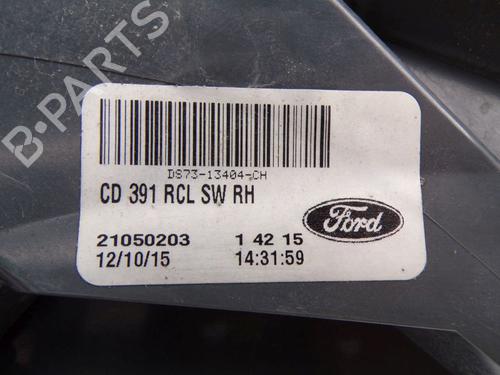 B-PARTS
DS73-13404-CH
CD 391 RCL SW RH
Ford
21050203 1 42 15
12/10/15 14:31:59